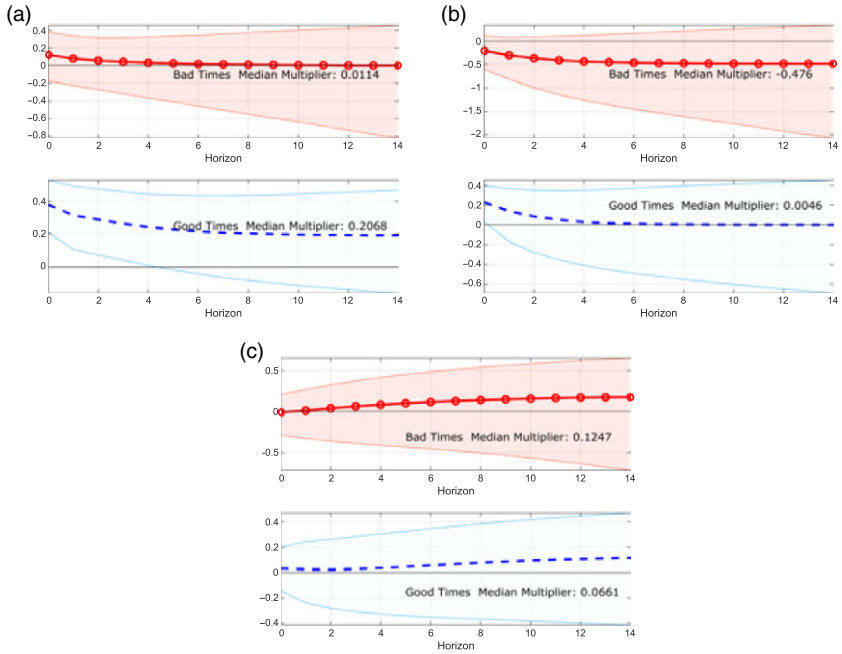 (a)
0.4
0.2
0
−0.2
−0.4
−0.6
−0.8
Bad Times Median Multiplier: 0.0114
0 2 4 6 8 10 12 14
Horizon
0.4
0.2
0
Good Times Median Multiplier: 0.2068
0 2 4 6 8 10 12 14
Horizon
(b)
0
−0.5
−1
−1.5
−2
Bad Times Median Multiplier: -0.476
0 2 4 6 8 10 12 14
Horizon
0.4
0.2
0
−0.2
−0.4
−0.6
Good Times Median Multiplier: 0.0046
0 2 4 6 8 10 12 14
Horizon
(c)
0.5
0
−0.5
Bad Times Median Multiplier: 0.1247
0 2 4 6 8 10 12 14
Horizon
0.4
0.2
0
−0.2
−0.4
Good Times Median Multiplier: 0.0661
0 2 4 6 8 10 12 14
Horizon